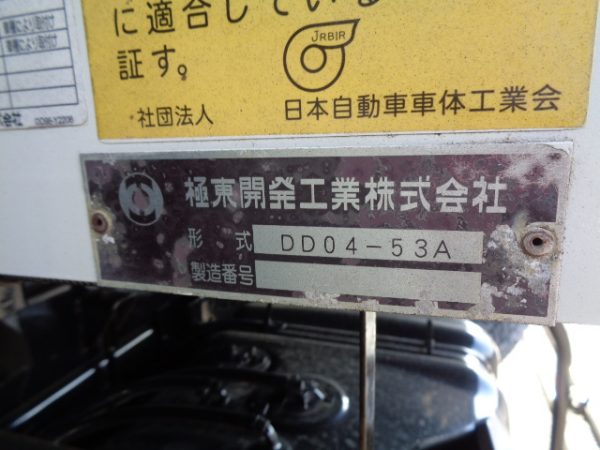 に適合している
証す。
JRBIR
社団法人 日本自動車車体工業会
極東開発工業株式会社
形式 DD04-53A
製造番号